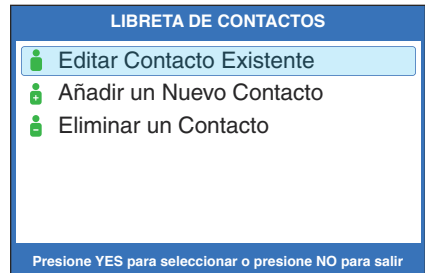 LIBRETA DE CONTACTOS
Editar Contacto Existente
Añadir un Nuevo Contacto
Eliminar un Contacto
Presione YES para seleccionar o presione NO para salir